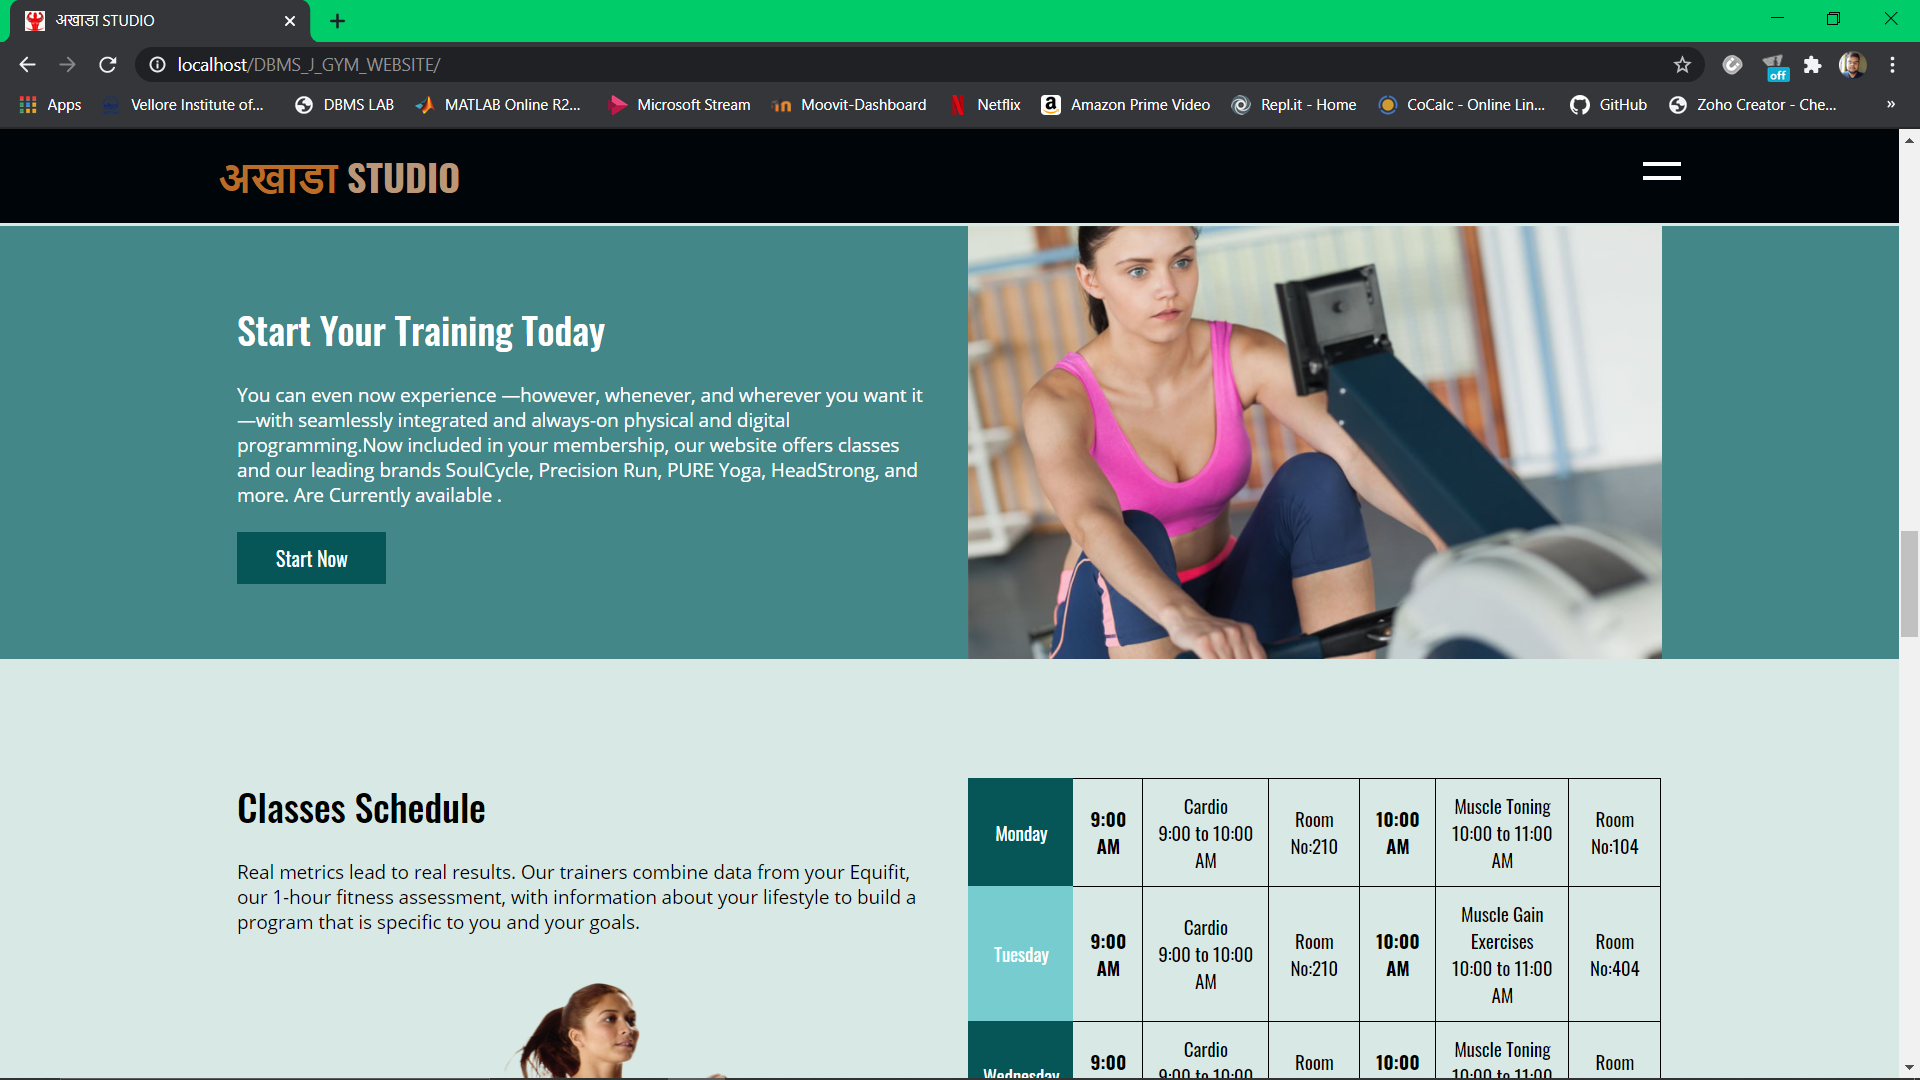 अखाडा STUDIO
localhost/DBMS_J_GYM_WEBSITE/
off
Apps
Vellore Institute of...
DBMS LAB
MATLAB Online R2...
Microsoft Stream
Moovit-Dashboard
Netflix
Amazon Prime Video
Repl.it - Home
CoCalc - Online Lin...
GitHub
Zoho Creator - Che...
»
अखाडा STUDIO
Start Your Training Today
You can even now experience —however, whenever, and wherever you want it
—with seamlessly integrated and always-on physical and digital
programming.Now included in your membership, our website offers classes
and our leading brands SoulCycle, Precision Run, PURE Yoga, HeadStrong, and
more. Are Currently available .
Start Now
Classes Schedule
Real metrics lead to real results. Our trainers combine data from your Equifit,
our 1-hour fitness assessment, with information about your lifestyle to build a
program that is specific to you and your goals.
Monday
9:00
AM
Cardio
9:00 to 10:00
AM
Room
No:210
10:00
AM
Muscle Toning
10:00 to 11:00
AM
Room
No:104
Tuesday
9:00
AM
Cardio
9:00 to 10:00
AM
Room
No:210
10:00
AM
Muscle Gain
Exercises
10:00 to 11:00
AM
Room
No:404
Wednesday
9:00
Cardio
9:00 to 10:00
Room
10:00
Muscle Toning
10:00 to 11:00
Room